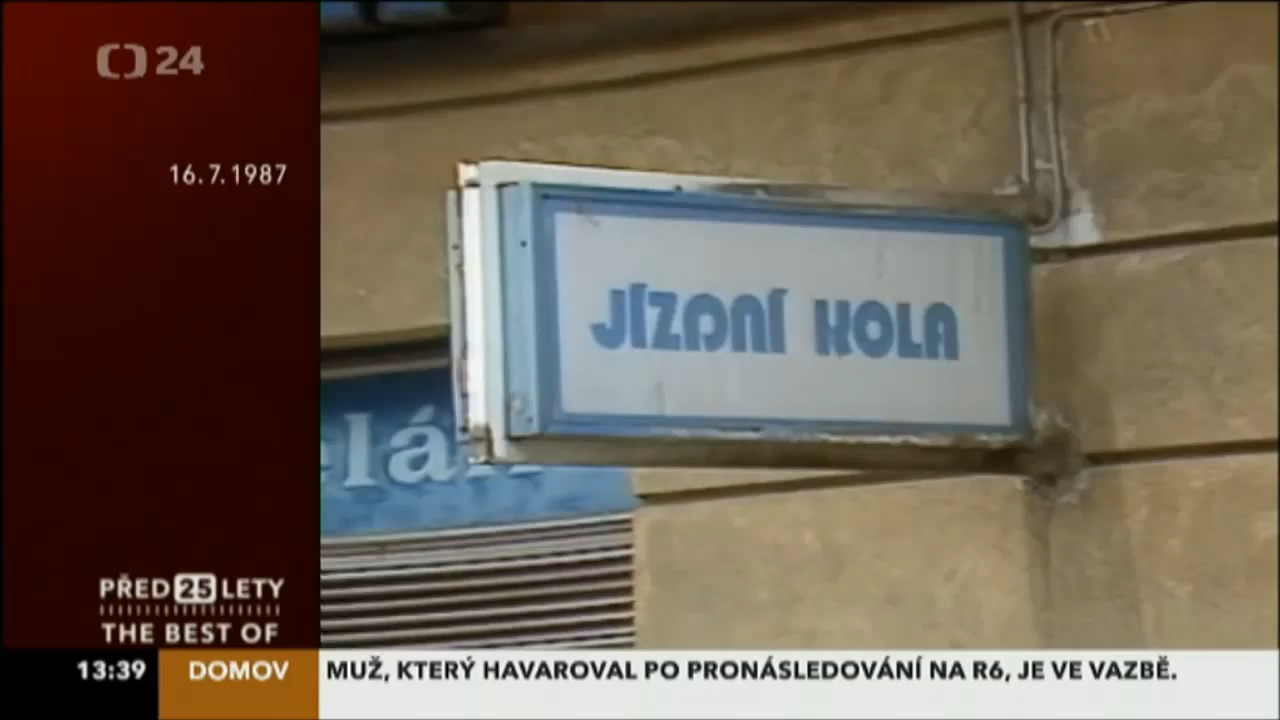 24
16.7.1987
JÍZDNÍ KOLA
PŘED 25 LETY
THE BEST OF
13:39
DOMOV
MUŽ, KTERÝ HAVAROVAL PO PRONÁSLEDOVÁNÍ NA R6, JE VE VAZBĚ.